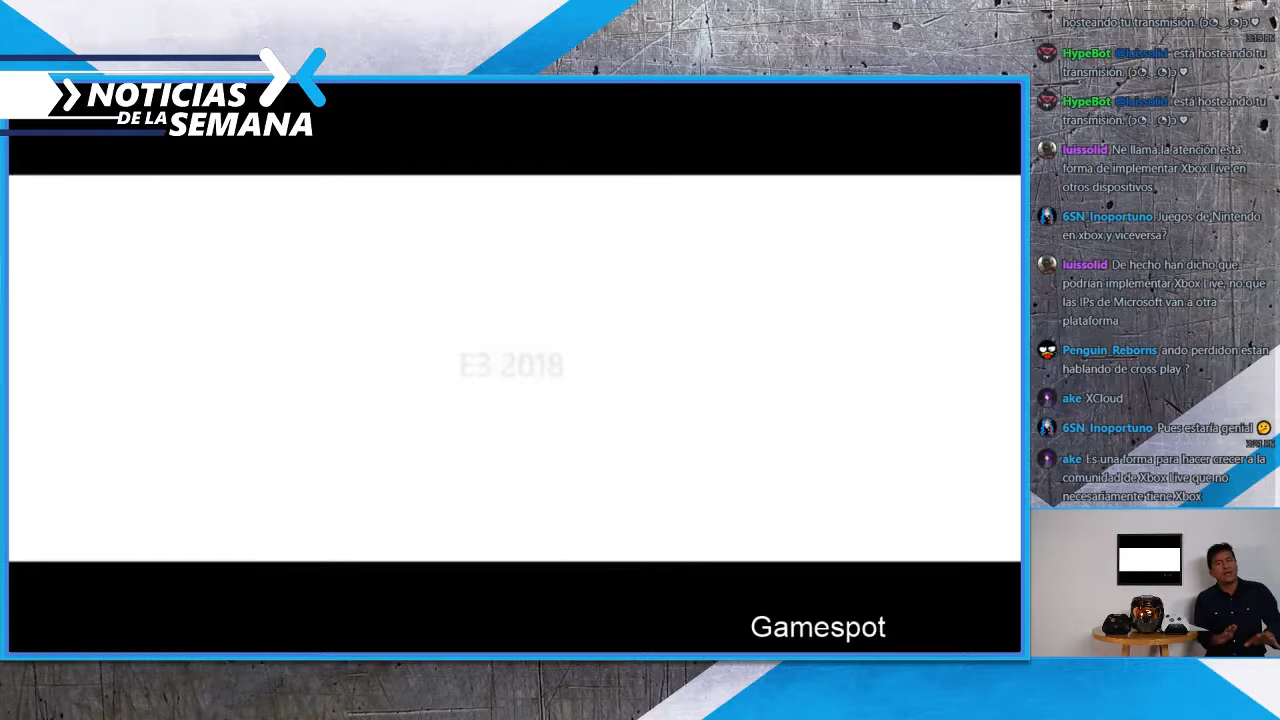 NOTICIAS
DE LA
SEMANA
E3 2018
Gamespot
hosteando tu
transmisión.
HypeBot @luissolid está hosteando tu
transmisión.
HypeBot @luissolid está hosteando tu
transmisión.
luissolid Ne llama la atención esta
forma de implementar Xbox Live en
otros dispositivos
6SN_Inoportuno Juegos de Nintendo
en xbox y viceversa?
luissolid De hecho han dicho que
podrían implementar Xbox Live, no que
las IPs de Microsoft van a otra
plataforma
Penguin_Reborns ando perdidon estan
hablando de cross play ?
ake XCloud
6SN_Inoportuno Pues estaría genial
ake Es una forma para hacer crecer a la
comunidad de Xbox Live que no
necesariamente tiene Xbox